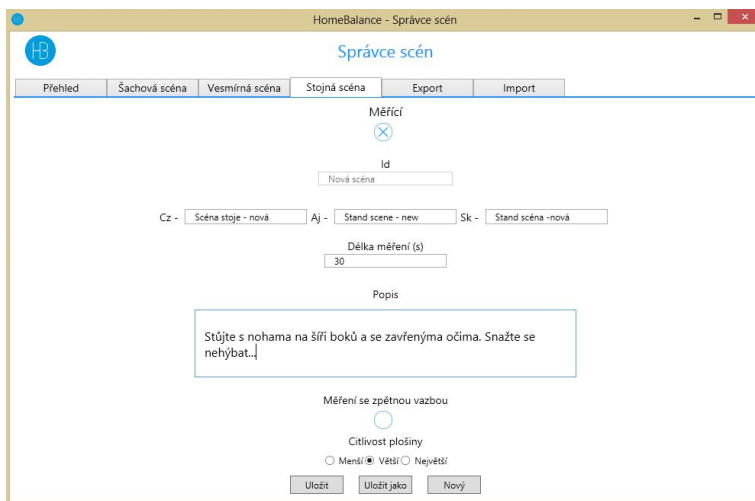 HomeBalance - Správce scén
HB
Správce scén
Přehled Šachová scéna Vesmírná scéna Stojná scéna Export Import
Měřící
Id
Nová scéna
Cz - Scéna stoje - nová Aj - Stand scene - new Sk - Stand scéna -nová
Délka měření (s)
30
Popis
Stůjte s nohama na šíři boků a se zavřenýma očima. Snažte se
nehýbat...
Měření se zpětnou vazbou
Citlivost plošiny
Menší Větší Největší
Uložit Uložit jako Nový